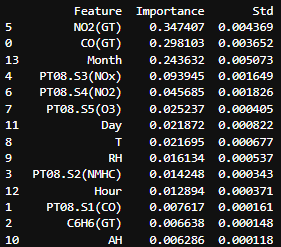 Feature Importance Std
5 NO2(GT) 0.347407 0.004369
0 CO(GT) 0.298103 0.003652
13 Month 0.243632 0.005073
4 PT08.S3(NOx) 0.093945 0.001649
6 PT08.S4(NO2) 0.045685 0.001826
7 PT08.S5(O3) 0.025237 0.000405
11 Day 0.021872 0.000822
8 T 0.021695 0.000677
9 RH 0.016134 0.000537
3 PT08.S2(NMHC) 0.014248 0.000343
12 Hour 0.012894 0.000371
1 PT08.S1(CO) 0.007617 0.000161
2 C6H6(GT) 0.006638 0.000148
10 AH 0.006286 0.000118